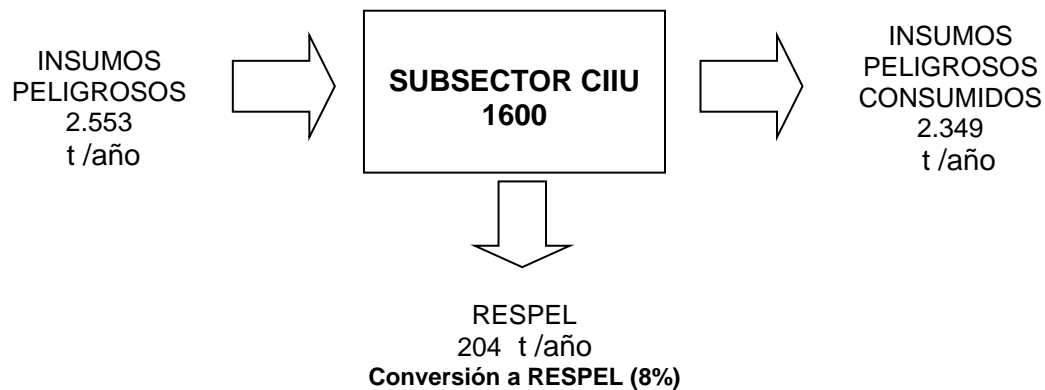 INSUMOS
PELIGROSOS
2.553
t /año
SUBSECTOR CIIU
1600
INSUMOS
PELIGROSOS
CONSUMIDOS
2.349
t /año
RESPEL
204 t /año
Conversión a RESPEL (8%)